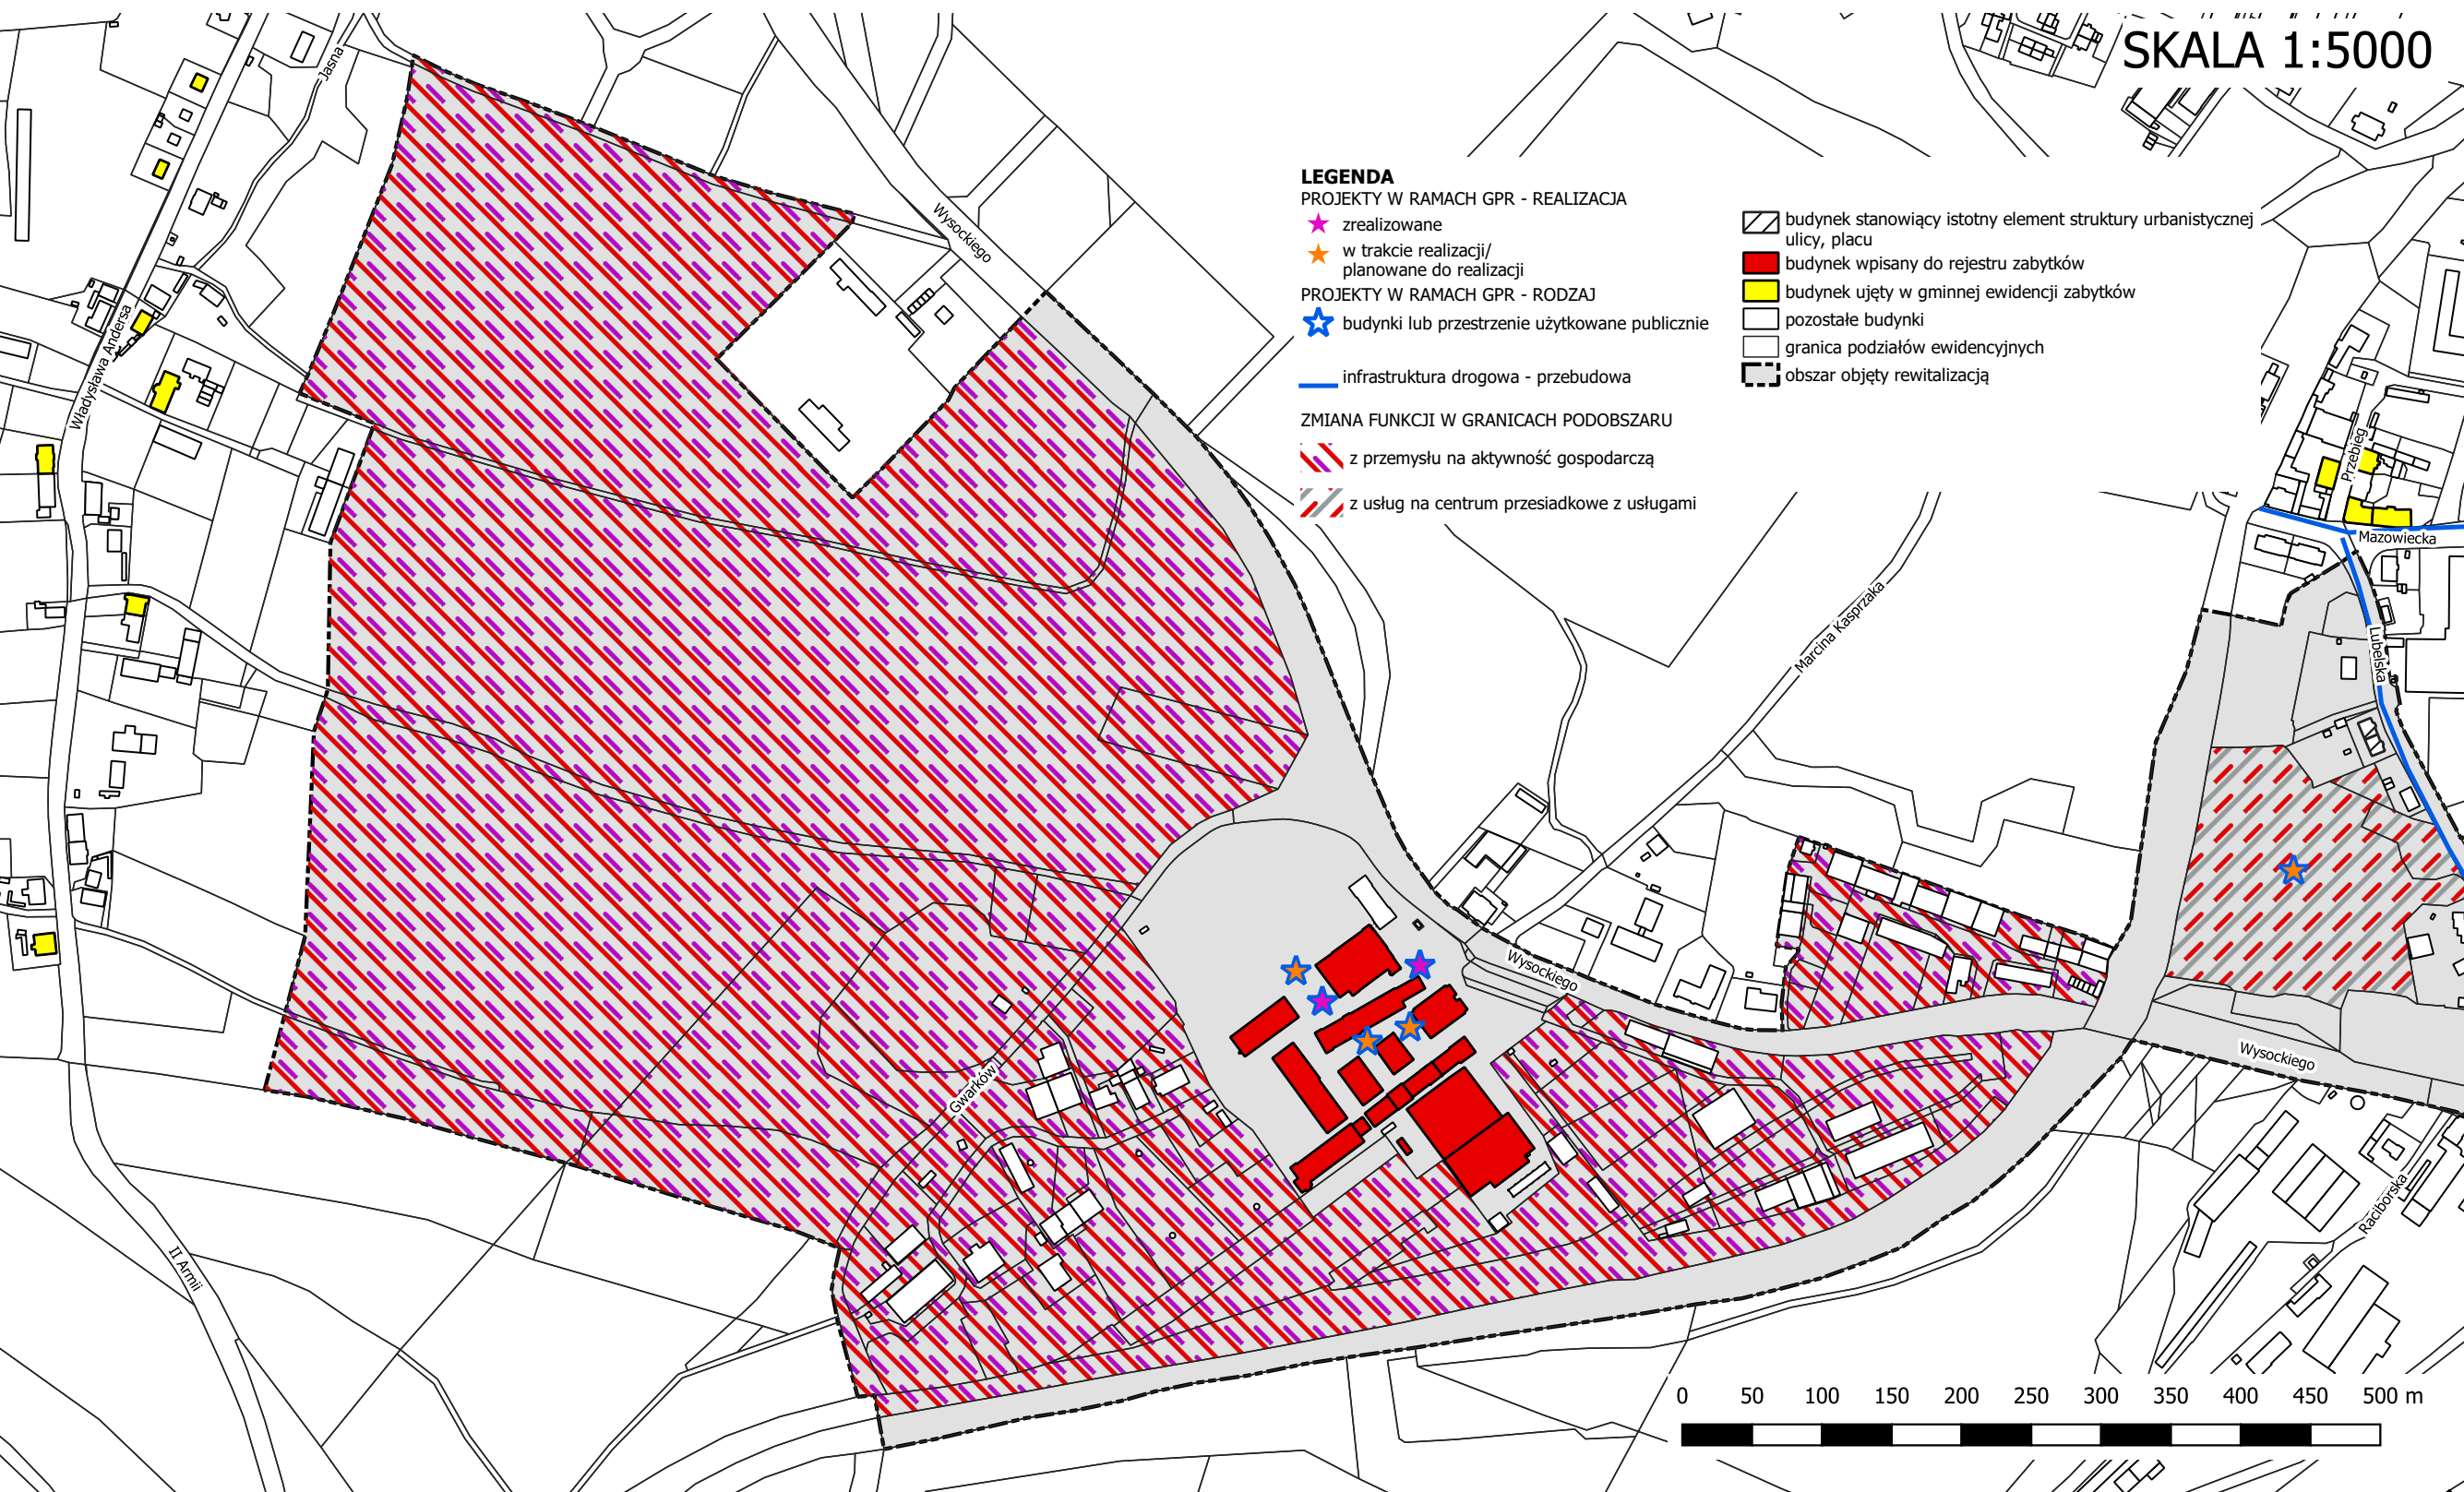 SKALA 1:5000
LEGENDA
PROJEKTY W RAMACH GPR - REALIZACJA
zrealizowane
w trakcie realizacji/
planowane do realizacji
PROJEKTY W RAMACH GPR - RODZAJ
budynki lub przestrzenie użytkowane publicznie
infrastruktura drogowa - przebudowa
ZMIANA FUNKCJI W GRANICACH PODOBSZARU
z przemysłu na aktywność gospodarczą
z usług na centrum przesiadkowe z usługami
budynek stanowiący istotny element struktury urbanistycznej
ulicy, placu
budynek wpisany do rejestru zabytków
budynek ujęty w gminnej ewidencji zabytków
pozostałe budynki
granica podziałów ewidencyjnych
obszar objęty rewitalizacją
Jasna
Wysockiego
Władysława Andersa
Przebieg
Mazowiecka
Lubelska
Marcina Kasprzaka
Wysockiego
Wysockiego
Gwarków
Raciborska
II Armii
0 50 100 150 200 250 300 350 400 450 500 m